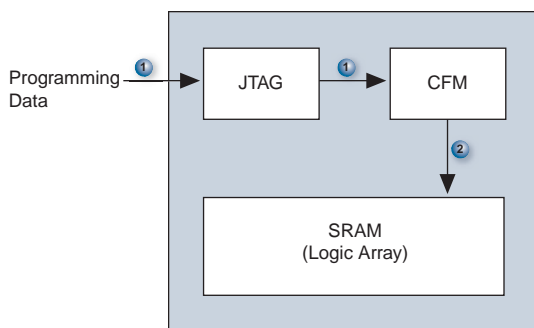 Programming
Data
1
JTAG
1
CFM
2
SRAM
(Logic Array)